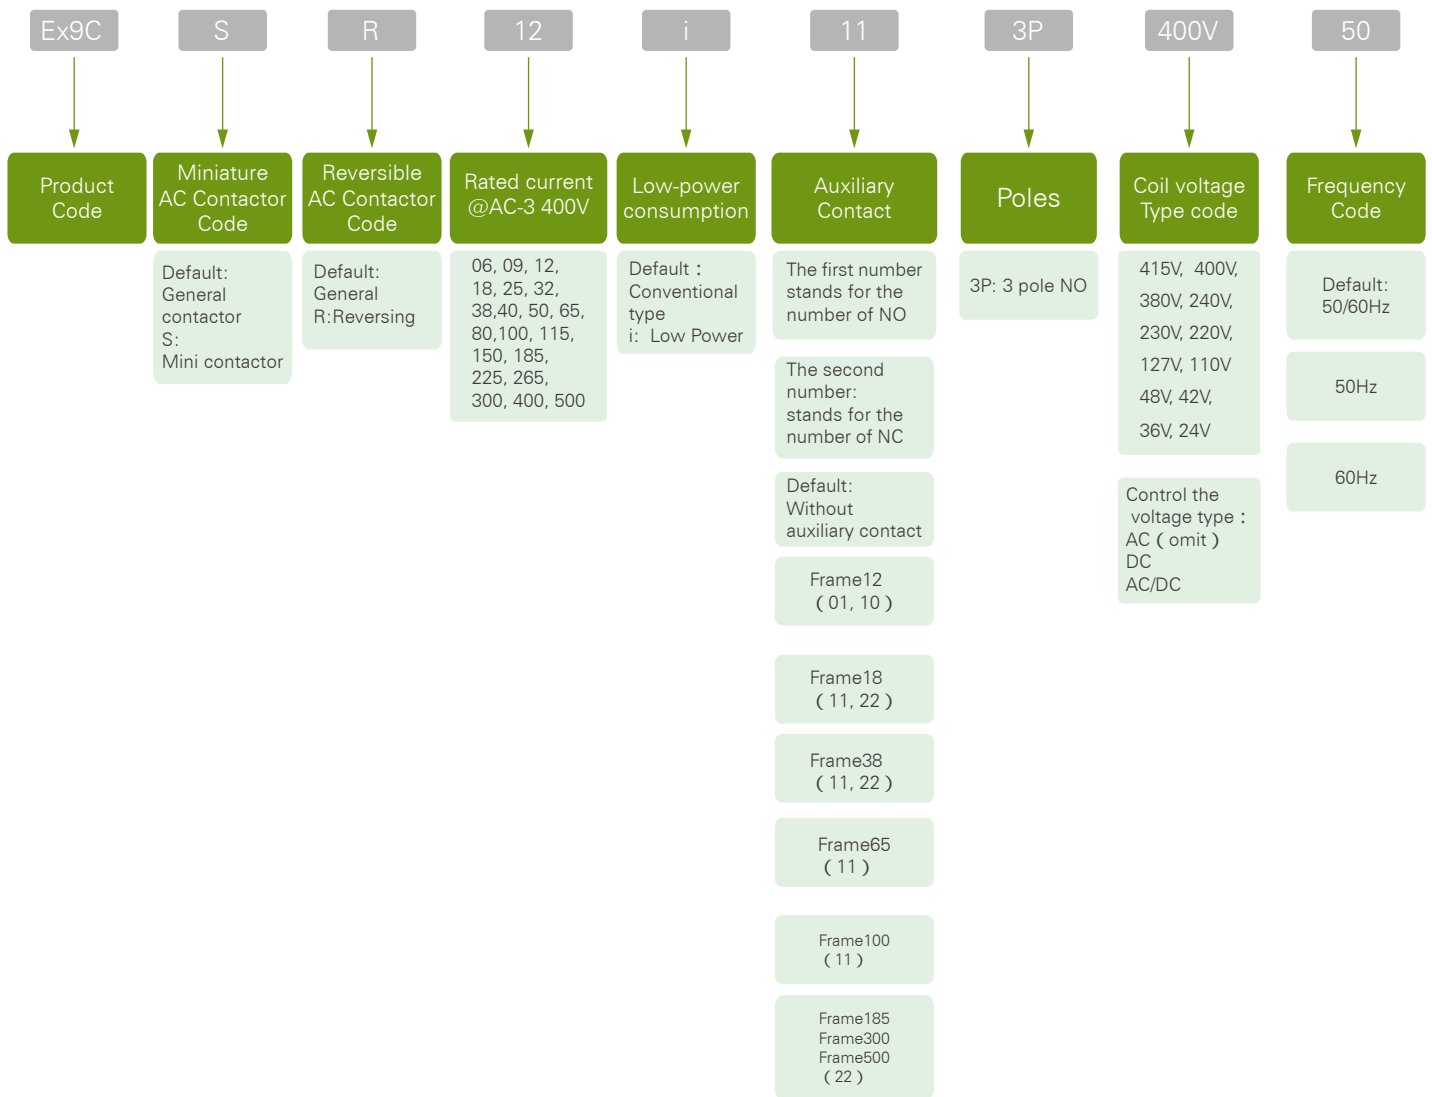 Ex9C
S
R
12
i
11
3P
400V
50
Product
Code
Miniature
AC Contactor
Code
Reversible
AC Contactor
Code
Rated current
@AC-3 400V
Low-power
consumption
Auxiliary
Contact
Poles
Coil voltage
Type code
Frequency
Code
Default:
General
contactor
S:
Mini contactor
Default:
General
R:Reversing
06, 09, 12,
18, 25, 32,
38,40, 50, 65,
80,100, 115,
150, 185,
225, 265,
300, 400, 500
Default：
Conventional
type
i: Low Power
The first number
stands for the
number of NO
The second
number:
stands for the
number of NC
Default:
Without
auxiliary contact
Frame12
（01, 10）
Frame18
（11, 22）
Frame38
（11, 22）
Frame65
（11）
Frame100
（11）
Frame185
Frame300
Frame500
（22）
3P: 3 pole NO
415V, 400V,
380V, 240V,
230V, 220V,
127V, 110V
48V, 42V,
36V, 24V
Control the
voltage type：
AC（omit）
DC
AC/DC
Default:
50/60Hz
50Hz
60Hz